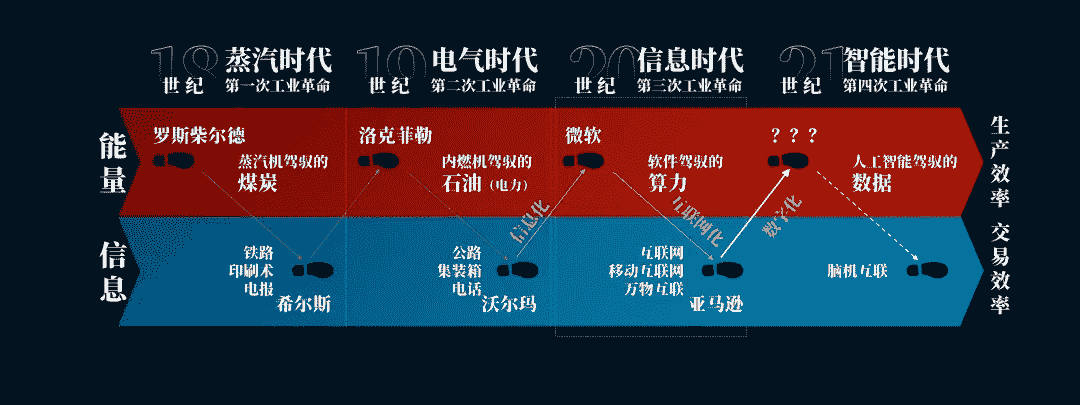 18
世纪
蒸汽时代
第一次工业革命
19
世纪
电气时代
第二次工业革命
20
世纪
信息时代
第三次工业革命
21
世纪
智能时代
第四次工业革命
能量
罗斯柴尔德
蒸汽机驾驭的
煤炭
洛克菲勒
内燃机驾驭的
石油（电力）
微软
软件驾驭的
算力
？？？
人工智能驾驭的
数据
生产效率
信息化
互联网化
数字化
信息
铁路
印刷术
电报
希尔斯
公路
集装箱
电话
沃尔玛
互联网
移动互联网
万物互联
亚马逊
脑机互联
交易效率